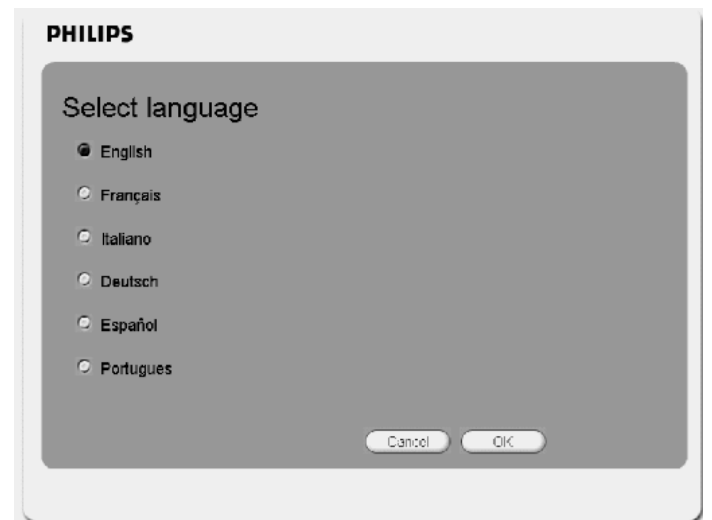 PHILIPS
Select language
English
Français
Italiano
Deutsch
Español
Portugues
Cancel OK